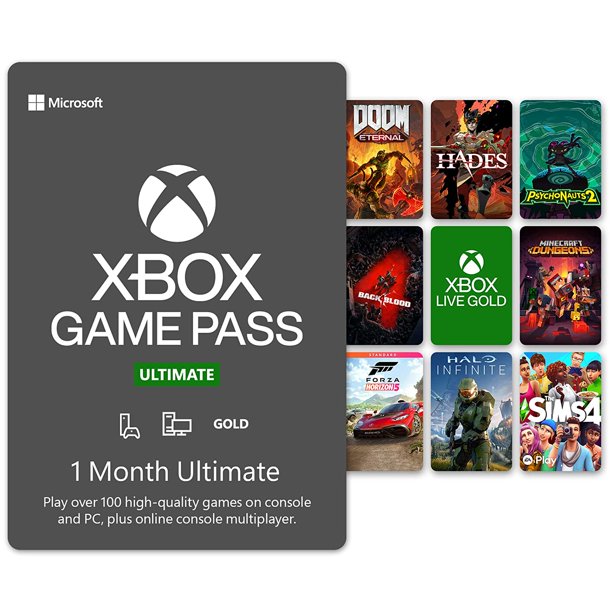 Microsoft
XBOX
GAME PASS
ULTIMATE
GOLD
1 Month Ultimate
Play over 100 high-quality games on console
and PC, plus online console multiplayer.
DOOM
ETERNAL
HADES
PSYCHONAUTS 2
4
BACK BLOOD
XBOX
LIVE GOLD
MINECRAFT
DUNGEONS
STANDARD
FORZA
HORIZON 5
HALO
INFINITE
THE
SIMS 4
EA Play